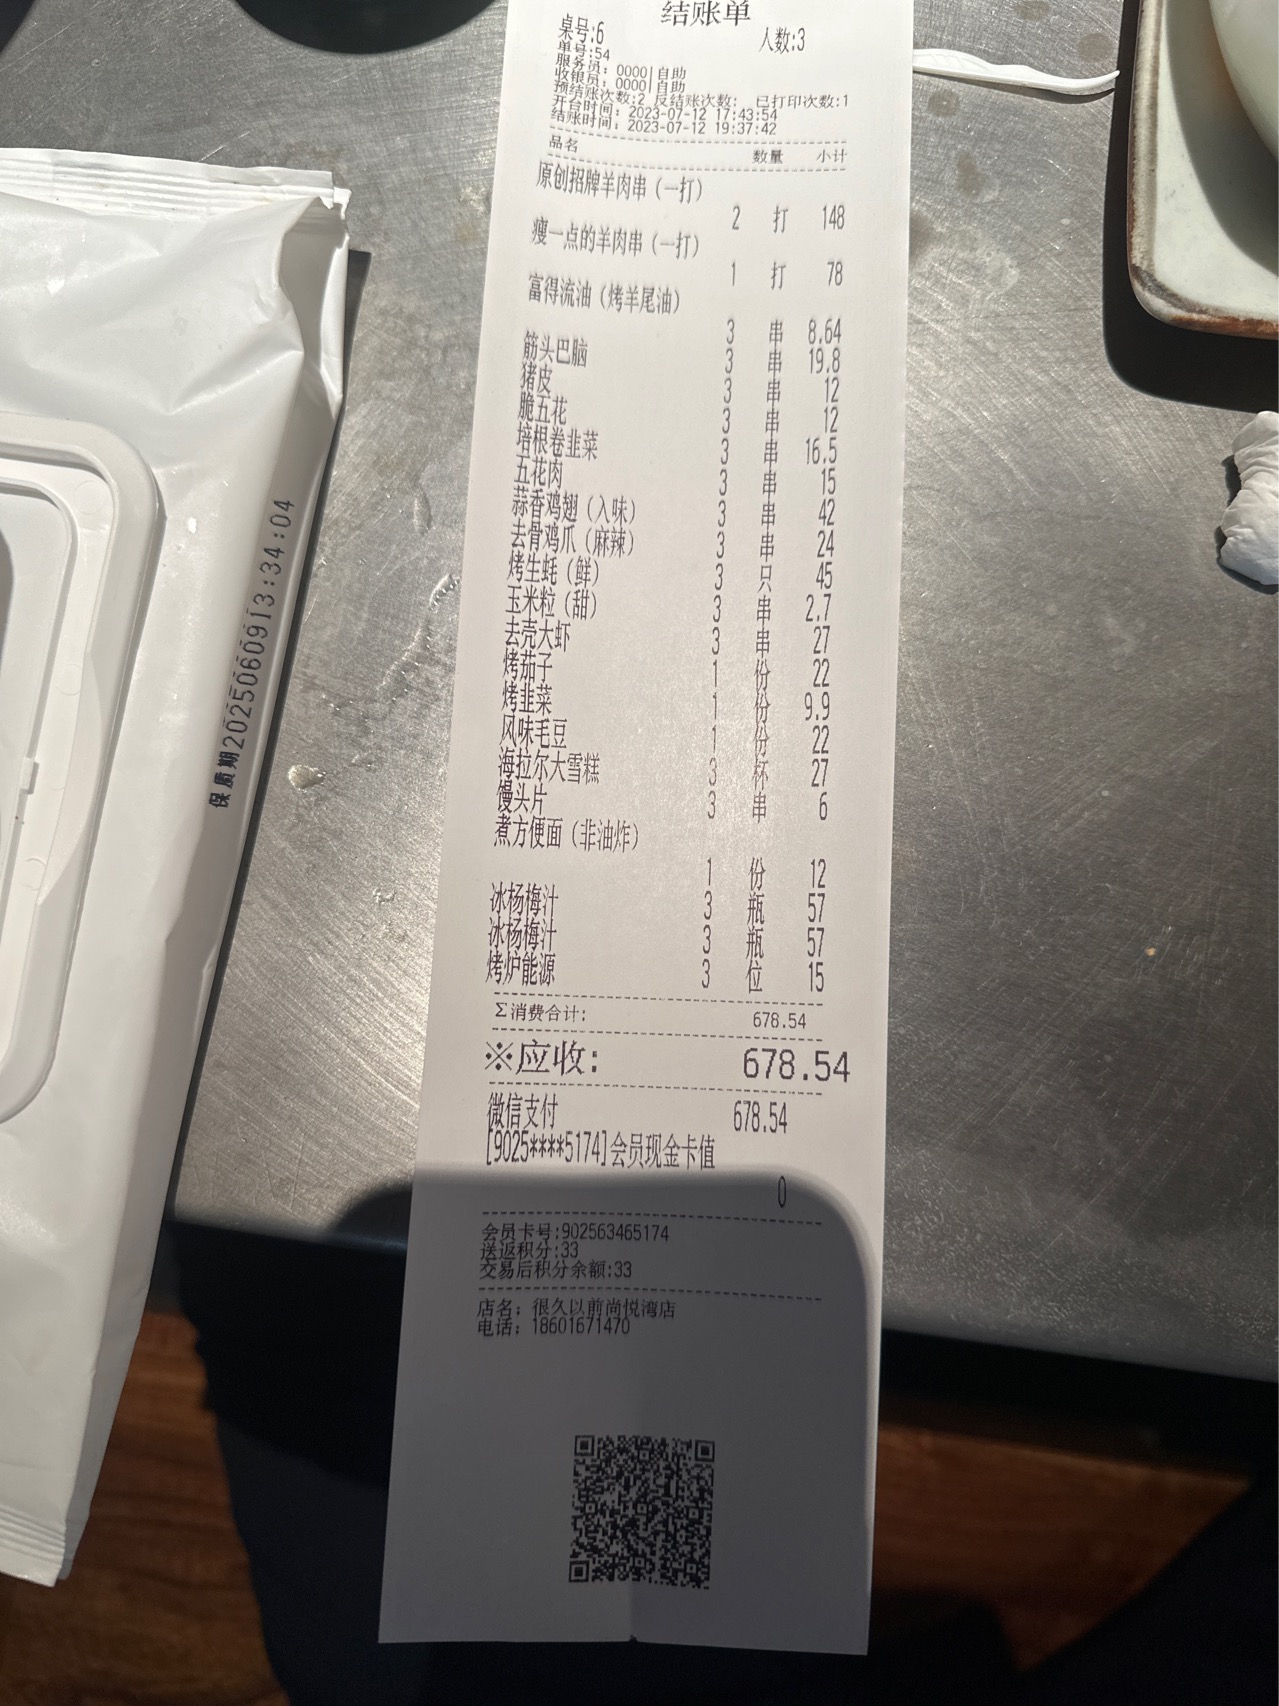 结账单
桌号:6 人数:3
单号:54
服务员: 0000|自助
收银员: 0000|自助
预结账次数:2 反结账次数: 已打印次数:1
开台时间: 2023-07-12 17:43:54
结账时间: 2023-07-12 19:37:42
品名 数量 小计
原创招牌羊肉串(一打)
2 打 148
瘦一点的羊肉串(一打)
1 打 78
富得流油(烤羊尾油)
3 串 8.64
筋头巴脑 3 串 19.8
猪皮 3 串 12
脆五花 3 串 12
培根卷韭菜 3 串 16.5
五花肉 3 串 15
蒜香鸡翅(入味) 3 串 42
去骨鸡爪(麻辣) 3 串 24
烤生蚝(鲜) 3 只 45
玉米粒(甜) 3 串 2.7
去壳大虾 3 串 27
烤茄子 1 份 22
烤韭菜 1 份 9.9
风味毛豆 1 份 22
海拉尔大雪糕 3 杯 27
馒头片 3 串 6
煮方便面(非油炸)
1 份 12
冰杨梅汁 3 瓶 57
冰杨梅汁 3 瓶 57
烤炉能源 3 位 15
Σ消费合计: 678.54
※应收: 678.54
微信支付 678.54
[9025****5174]会员现金卡值
0
会员卡号:902563465174
送返积分:33
交易后积分余额:33
店名: 很久以前尚悦湾店
电话: 18601671470
保质期2025060913:34:04